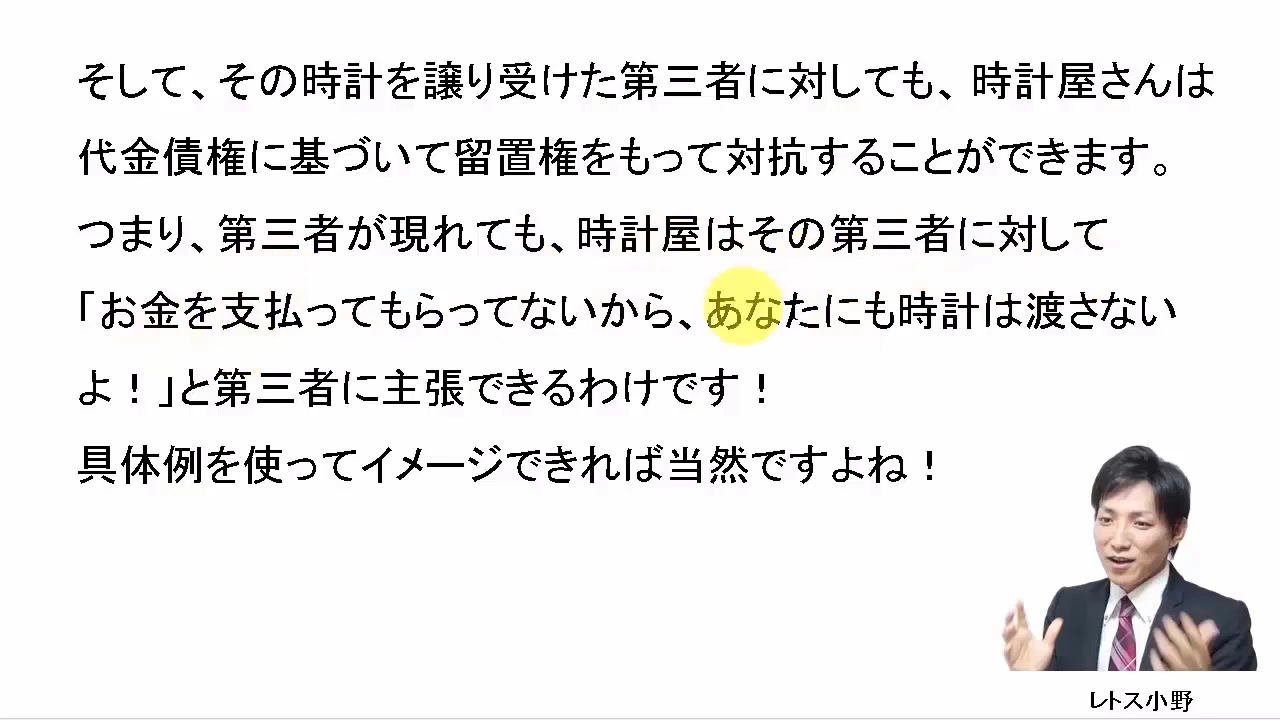 そして、その時計を譲り受けた第三者に対しても、時計屋さんは
代金債権に基づいて留置権をもって対抗することができます。
つまり、第三者が現れても、時計屋はその第三者に対して
「お金を支払ってもらってないから、あなたにも時計は渡さない
よ！」と第三者に主張できるわけです！
具体例を使ってイメージできれば当然ですよね！
レトス小野